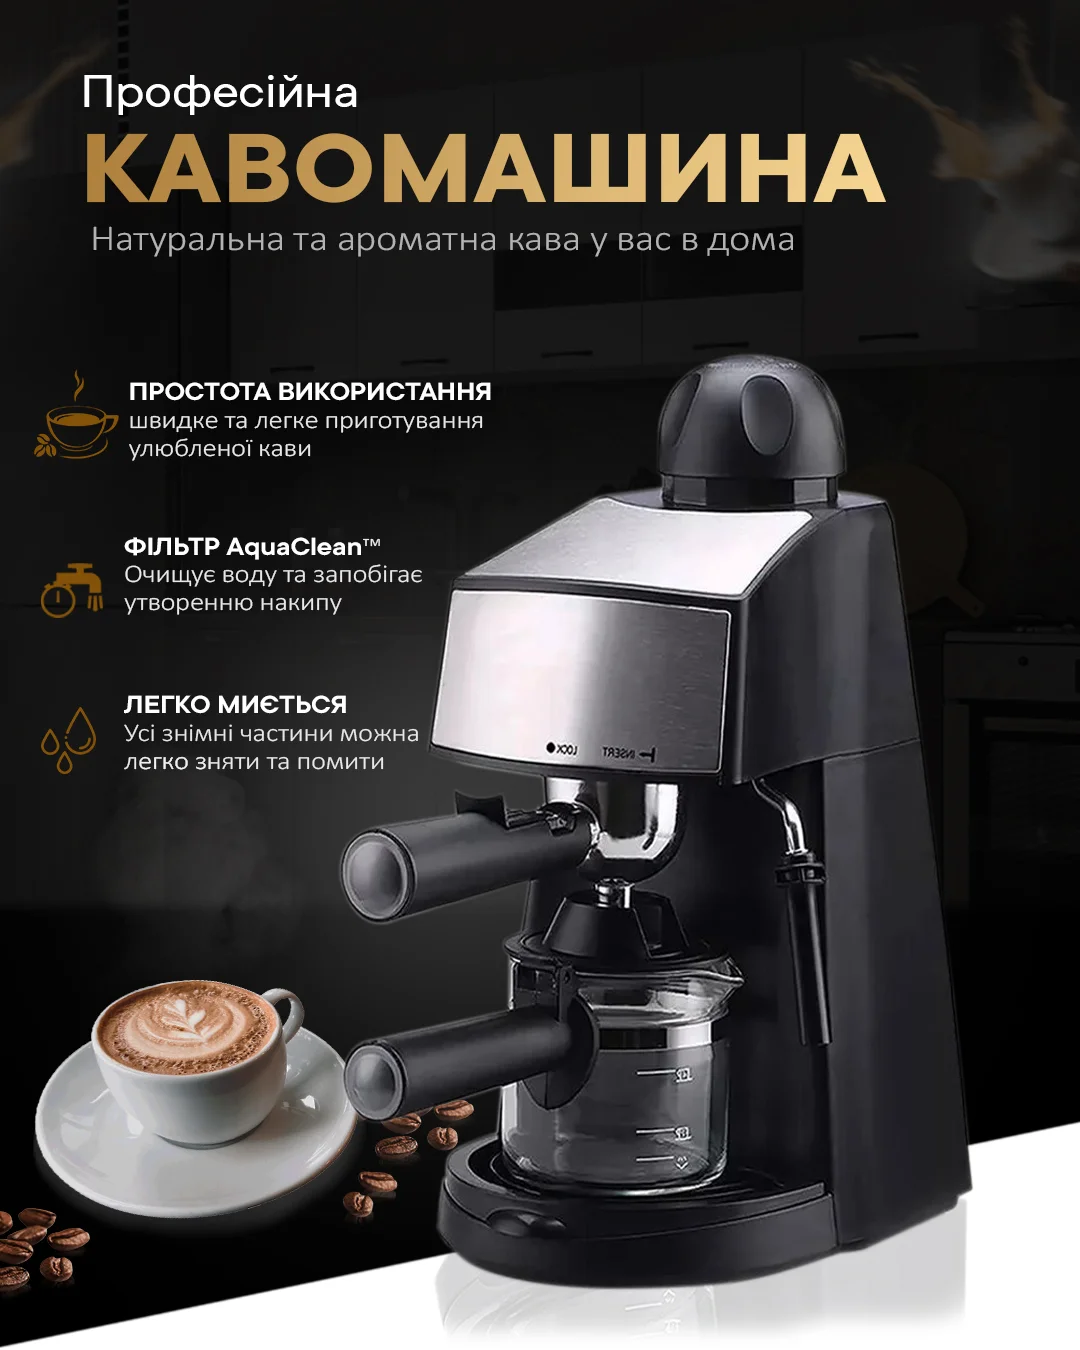 Професійна
КАВОМАШИНА
Натуральна та ароматна кава у вас в дома
ПРОСТОТА ВИКОРИСТАННЯ
швидке та легке приготування
улюбленої кави
ФІЛЬТР AquaClean™
Очищує воду та запобігає
утворенню накипу
ЛЕГКО МИЄТЬСЯ
Усі знімні частини можна
легко зняти та помити
LOCK INSERT